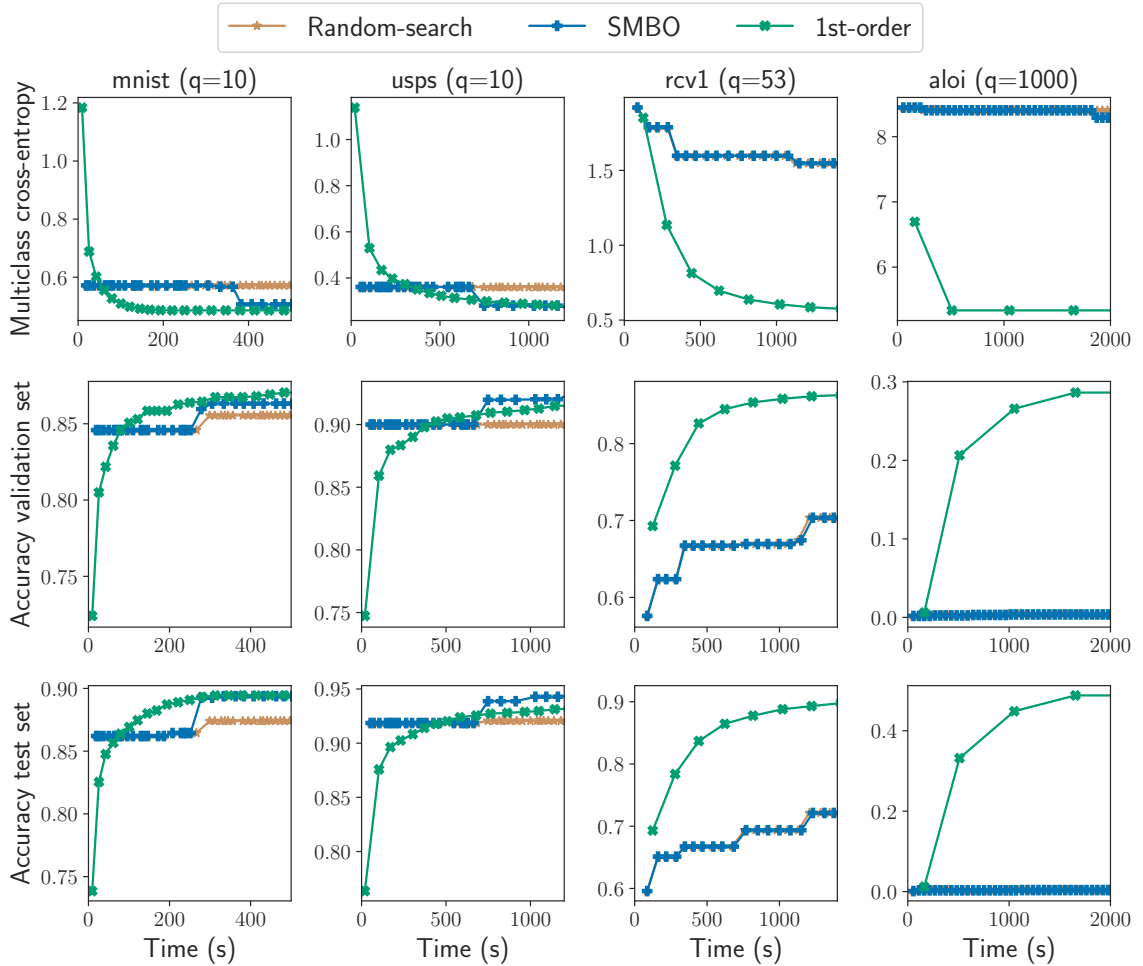 Random-search SMBO 1st-order
mnist (q=10) usps (q=10) rcv1 (q=53) aloi (q=1000)
Multiclass cross-entropy
1.2
1.0
0.8
0.6
0 200 400
1.0
0.8
0.6
0.4
0 500 1000
1.5
1.0
0.5
0 500 1000
8
7
6
0 1000 2000
Accuracy validation set
0.85
0.80
0.75
0 200 400
0.90
0.85
0.80
0.75
0 500 1000
0.8
0.7
0.6
0 500 1000
0.3
0.2
0.1
0.0
0 1000 2000
Accuracy test set
0.90
0.85
0.80
0.75
0 200 400
Time (s)
0.95
0.90
0.85
0.80
0 500 1000
Time (s)
0.9
0.8
0.7
0.6
0 500 1000
Time (s)
0.4
0.2
0.0
0 1000 2000
Time (s)